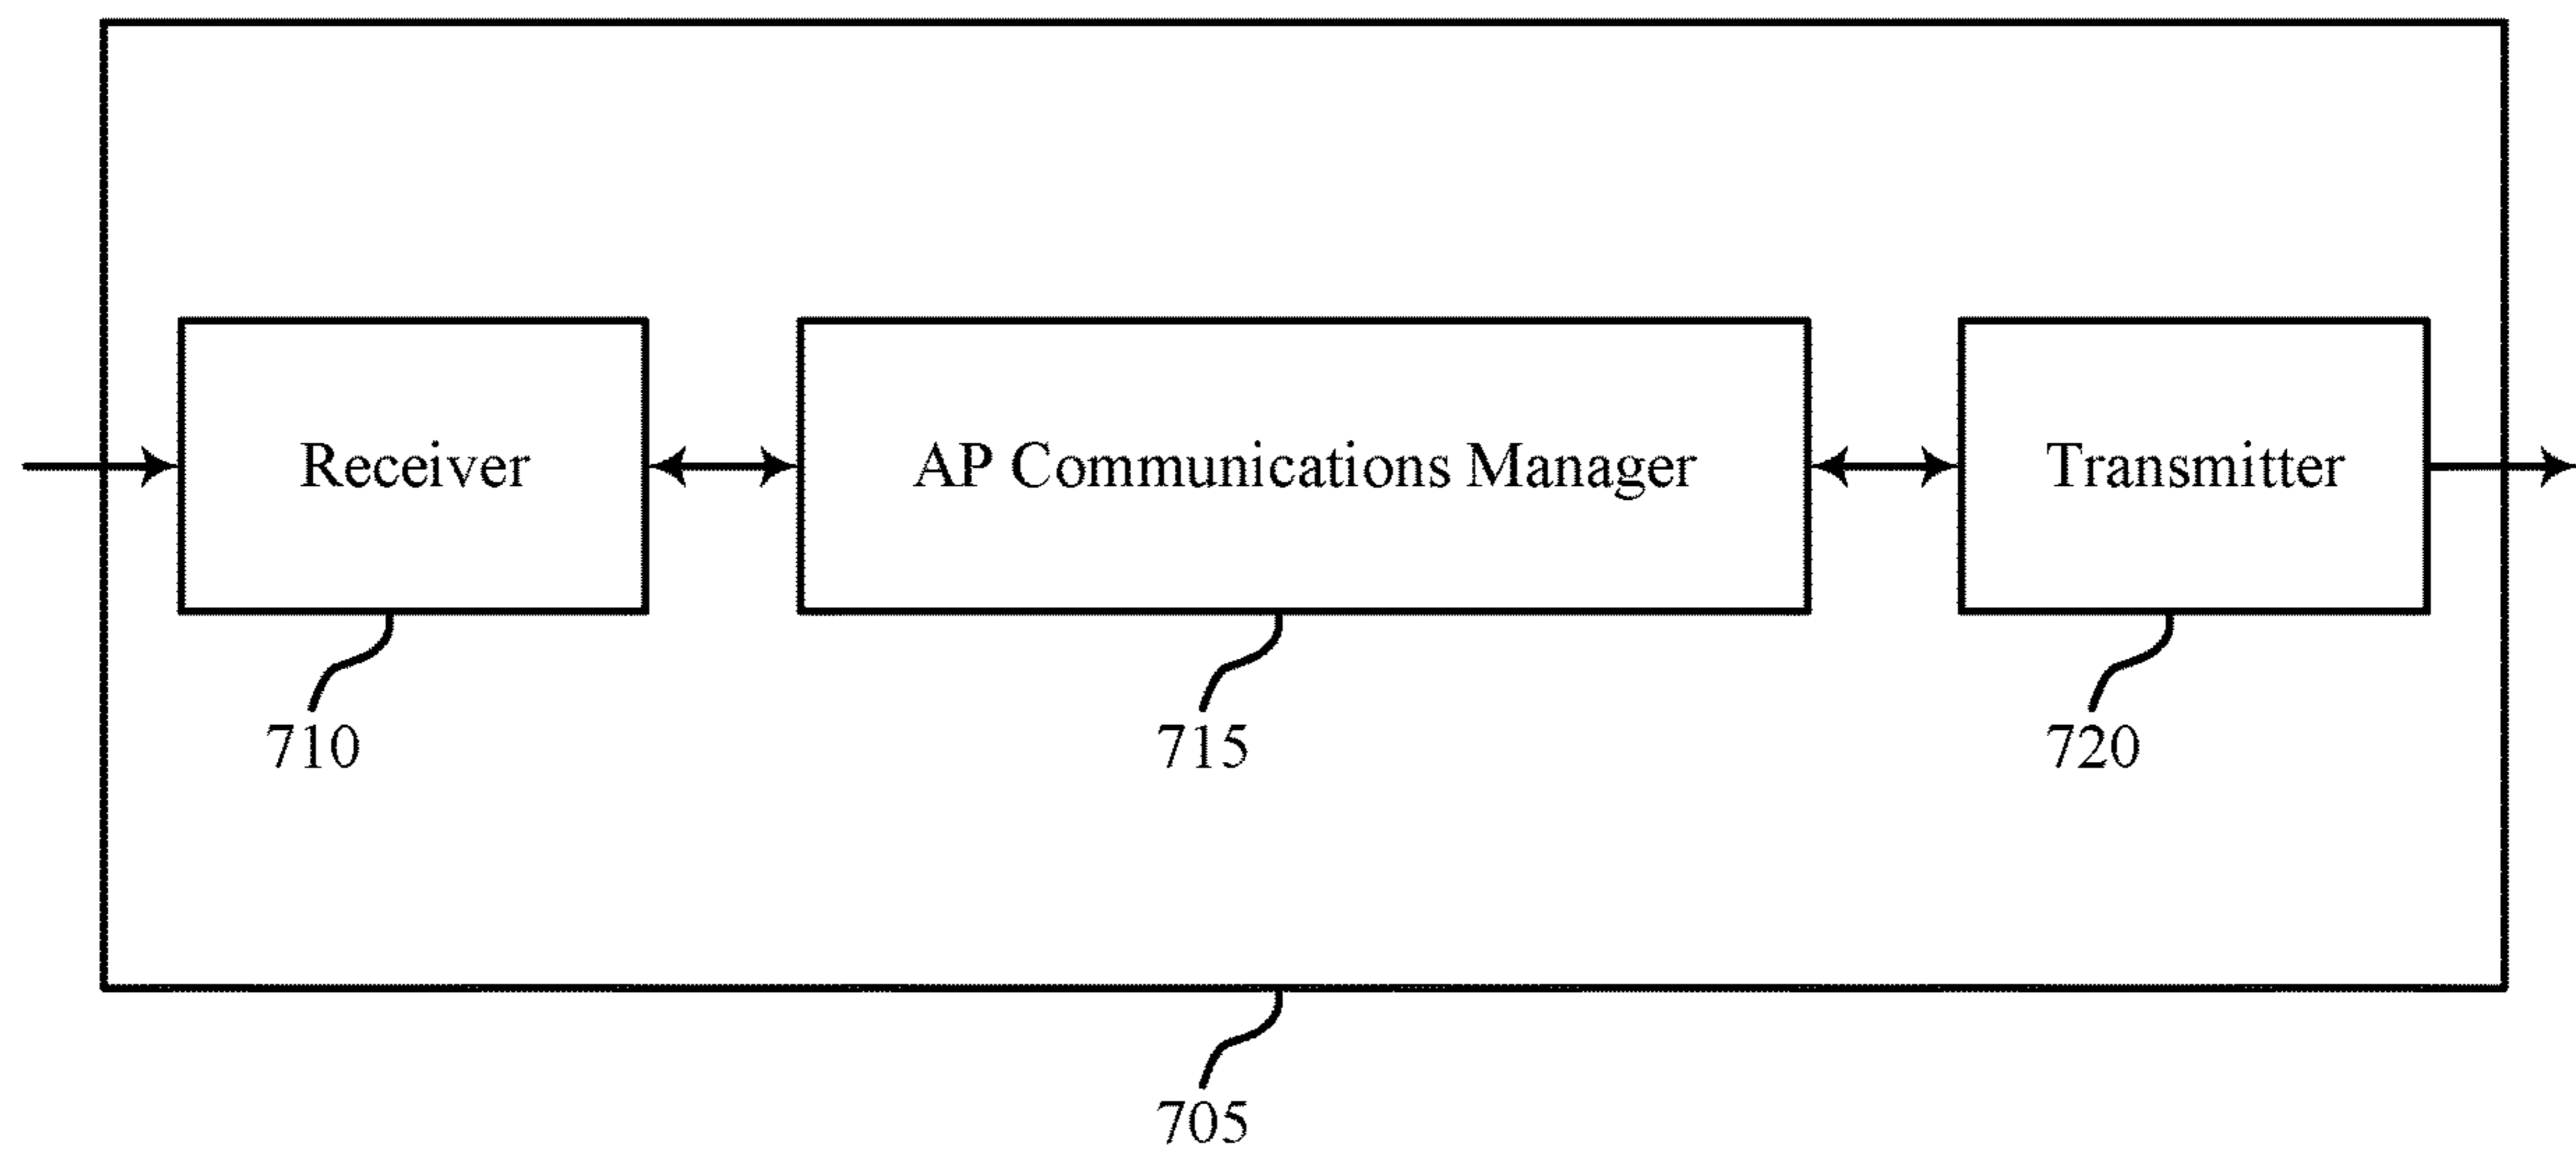 Receiver
AP Communications Manager
Transmitter
710
715
720
705